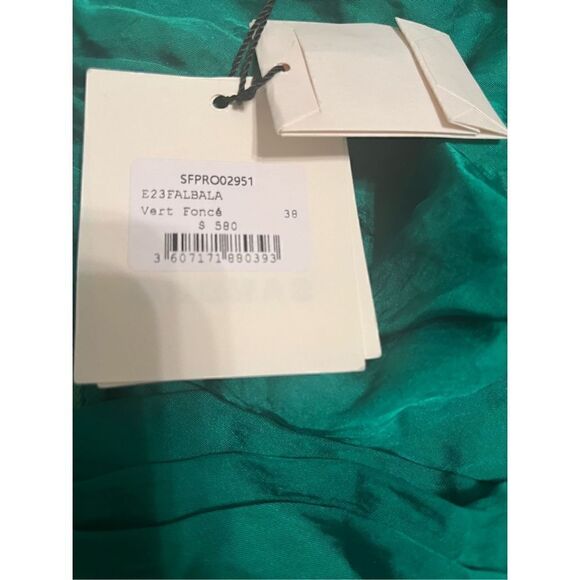 SFPRO02951
E23FALBALA
Vert Foncé 38
$ 580
3 607171 880393